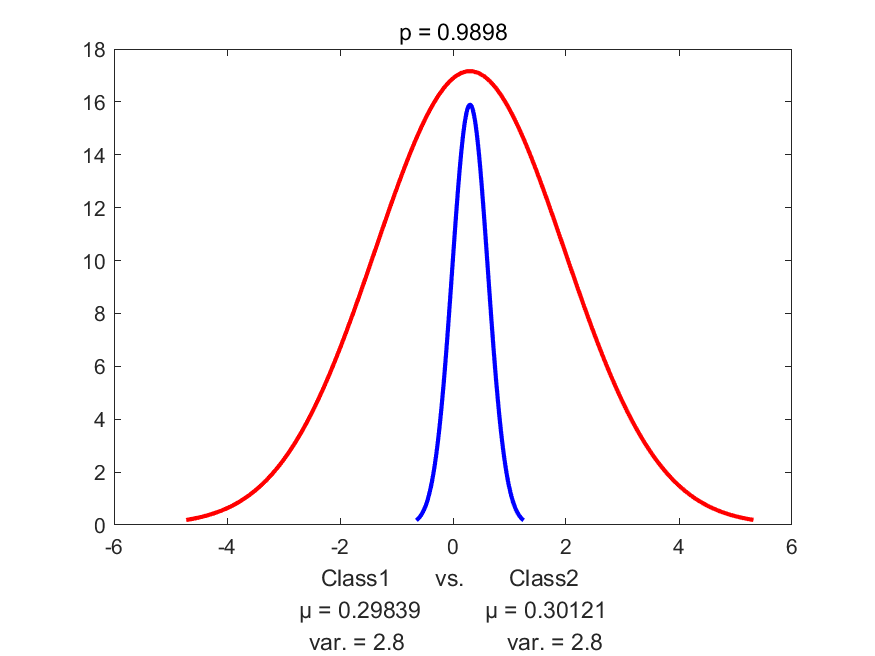 p = 0.9898
18
16
14
12
10
8
6
4
2
0
-6 -4 -2 0 2 4 6
Class1 vs. Class2
μ = 0.29839 μ = 0.30121
var. = 2.8 var. = 2.8